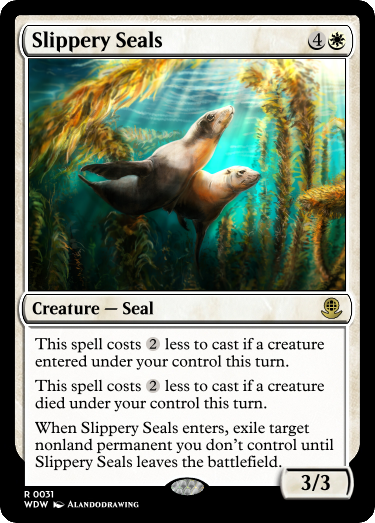 Slippery Seals 4
Creature — Seal
This spell costs 2 less to cast if a creature
entered under your control this turn.
This spell costs 2 less to cast if a creature
died under your control this turn.
When Slippery Seals enters, exile target
nonland permanent you don't control until
Slippery Seals leaves the battlefield.
3/3
R 0031
WDW Alandodrawing